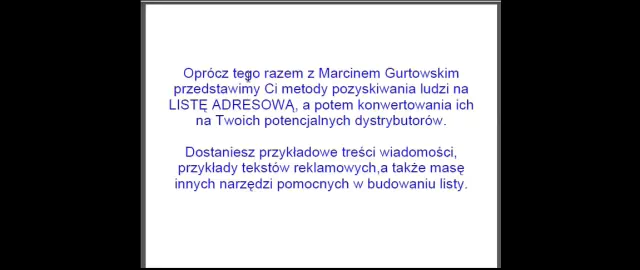 Oprócz tego razem z Marcinem Gurtowskim
przedstawimy Ci metody pozyskiwania ludzi na
LISTĘ ADRESOWĄ, a potem konwertowania ich
na Twoich potencjalnych dystrybutorów.
Dostaniesz przykładowe treści wiadomości,
przykłady tekstów reklamowych,a także masę
innych narzędzi pomocnych w budowaniu listy.